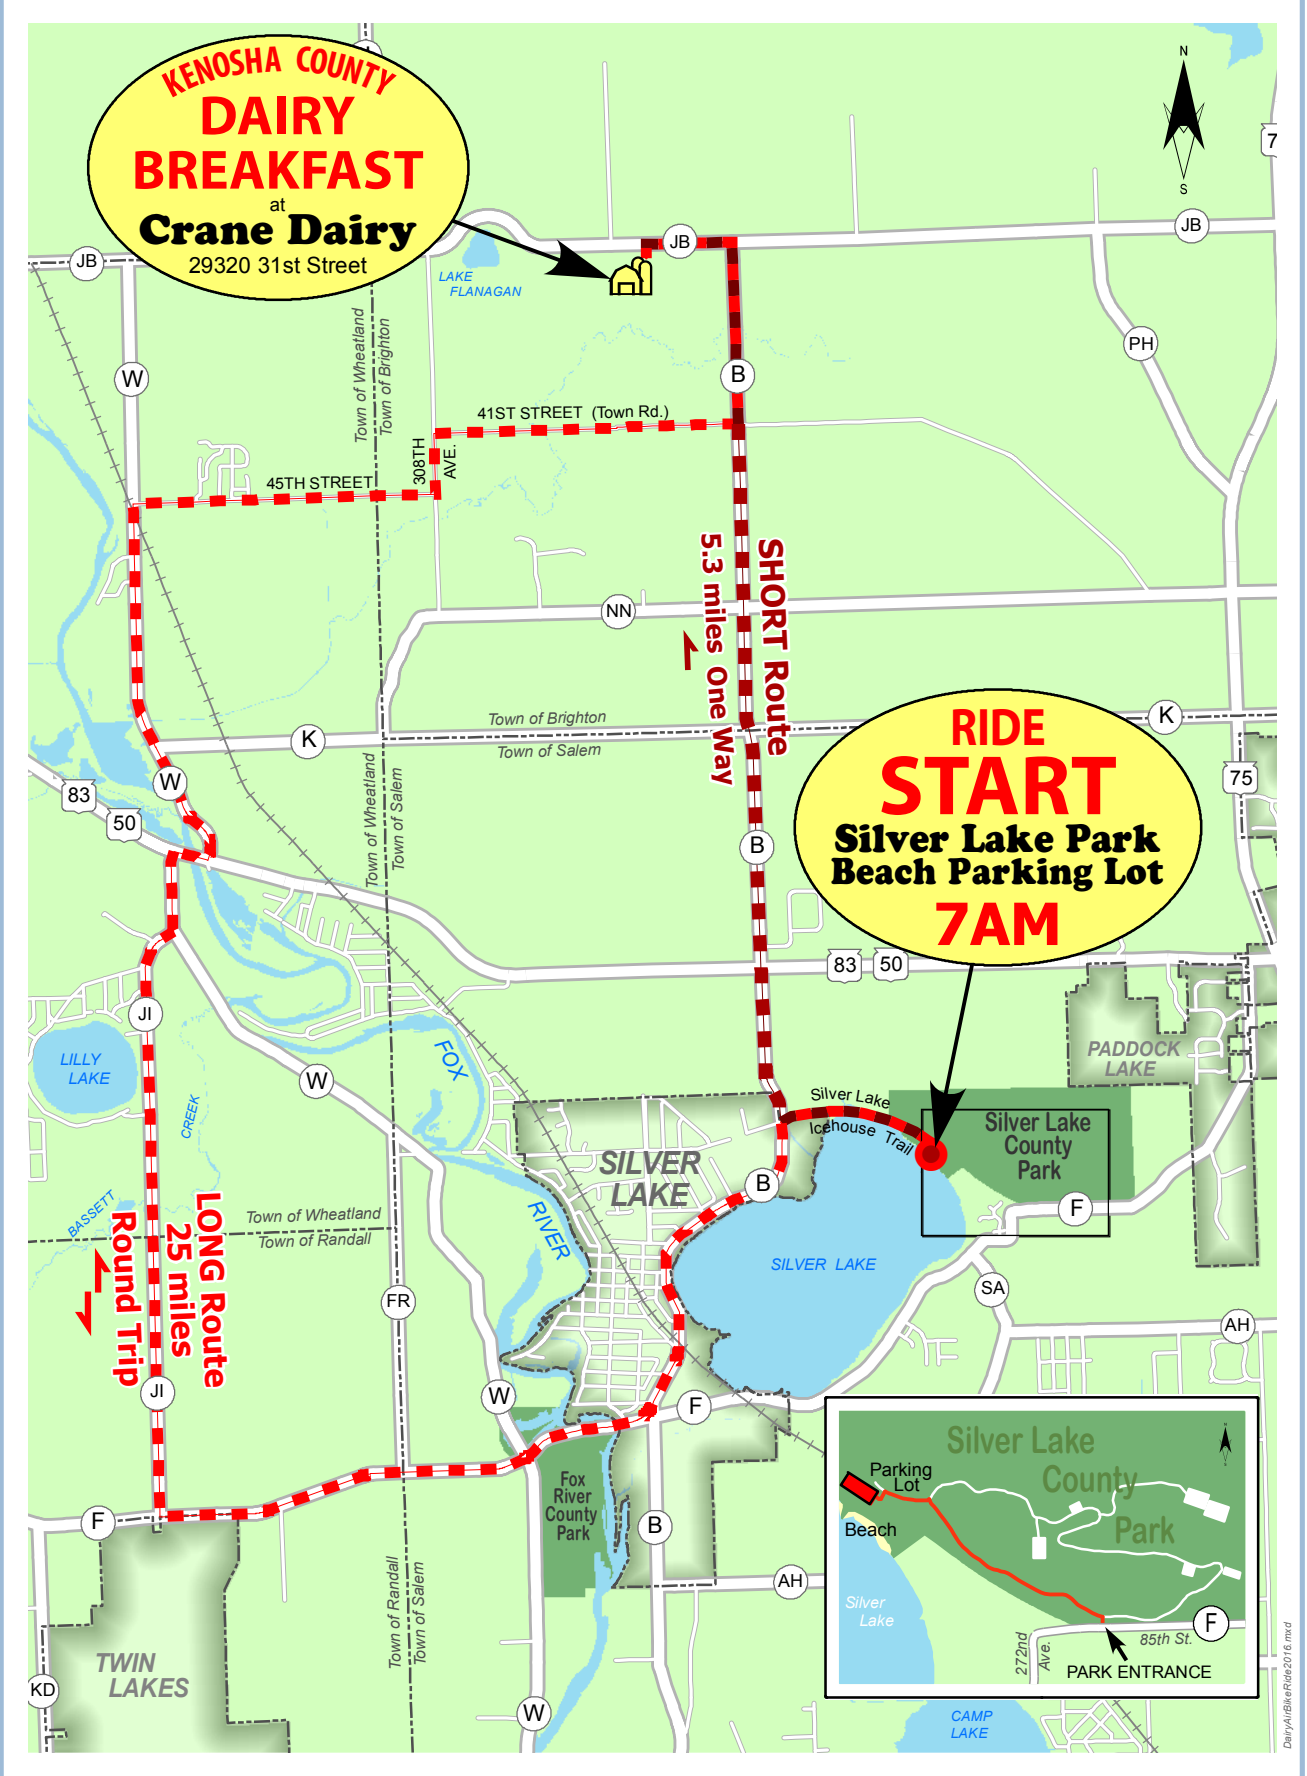 KENOSHA COUNTY
DAIRY
BREAKFAST
at
Crane Dairy
29320 31st Street
N
S
7
JB
JB
JB
LAKE
FLANAGAN
PH
W
B
Town of Wheatland
Town of Brighton
41ST STREET (Town Rd.)
308TH
AVE.
45TH STREET
SHORT Route
5.3 miles One Way
NN
K
K
Town of Brighton
Town of Salem
RIDE
START
Silver Lake Park
Beach Parking Lot
7AM
W
83
50
75
B
Town of Wheatland
Town of Salem
83
50
JI
LILLY
LAKE
FOX
RIVER
W
CREEK
BASSETT
PADDOCK
LAKE
Silver Lake
Icehouse Trail
Silver Lake
County
Park
SILVER
LAKE
B
F
LONG Route
25 miles
Round Trip
Town of Wheatland
Town of Randall
SILVER LAKE
FR
SA
AH
JI
W
F
F
Fox
River
County
Park
B
AH
Town of Randall
Town of Salem
TWIN
LAKES
KD
W
Silver Lake
County
Park
Parking
Lot
Beach
Silver
Lake
272nd
Ave.
85th St.
F
PARK ENTRANCE
CAMP
LAKE
DairyAirBikeRide2016.mxd